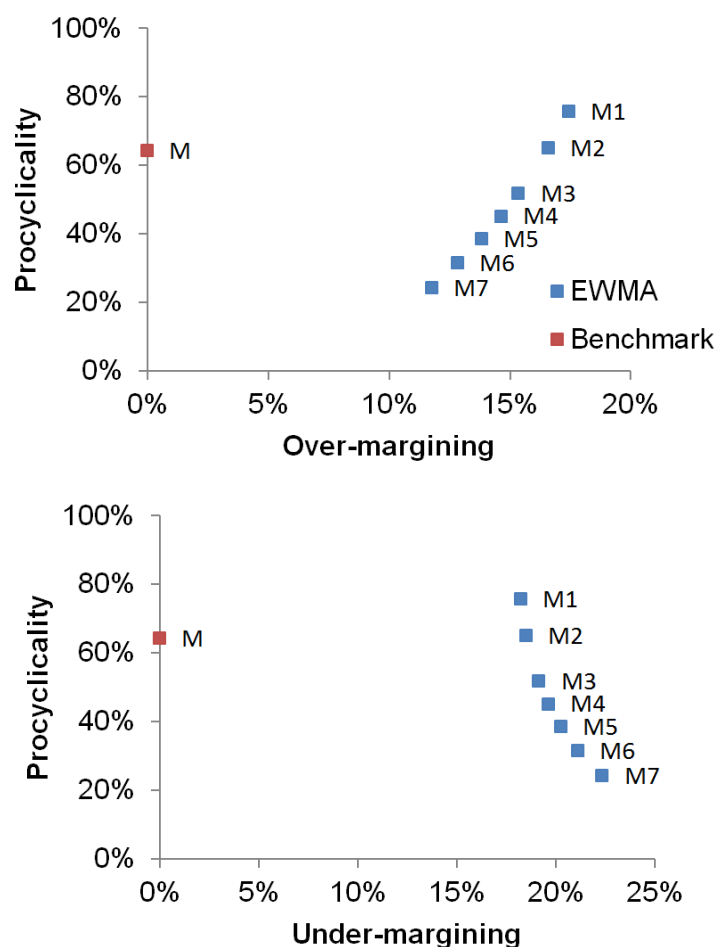 100%
80%
60%
40%
20%
0%
Procyclicality
M
M1
M2
M3
M4
M5
M6
M7
EWMA
Benchmark
0% 5% 10% 15% 20%
Over-margining
100%
80%
60%
40%
20%
0%
Procyclicality
M
M1
M2
M3
M4
M5
M6
M7
0% 5% 10% 15% 20% 25%
Under-margining